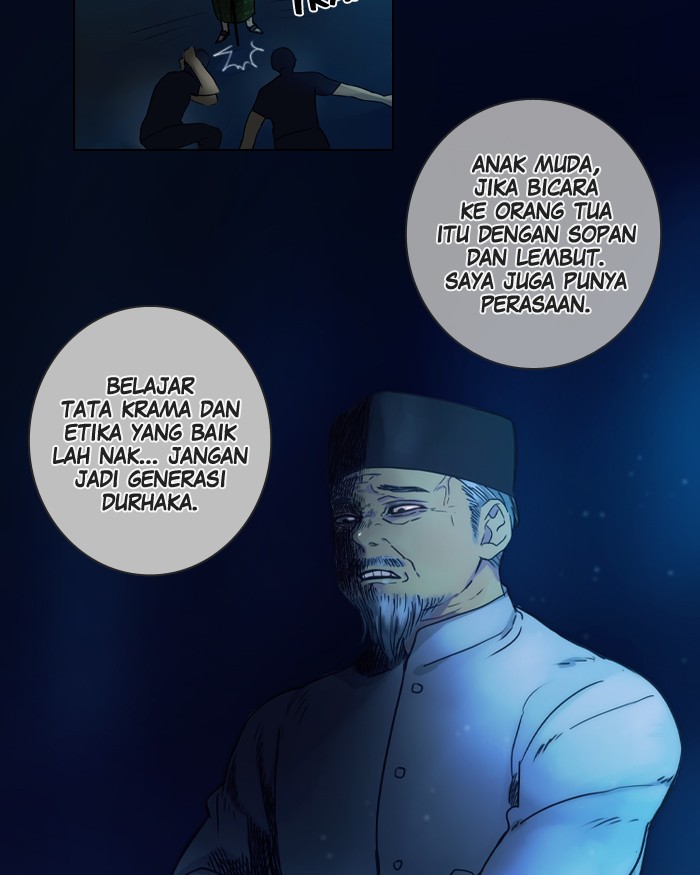 ANAK MUDA,
JIKA BICARA
KE ORANG TUA
ITU DENGAN SOPAN
DAN LEMBUT.
SAYA JUGA PUNYA
PERASAAN.
BELAJAR
TATA KRAMA DAN
ETIKA YANG BAIK
LAH NAK... JANGAN
JADI GENERASI
DURHAKA.